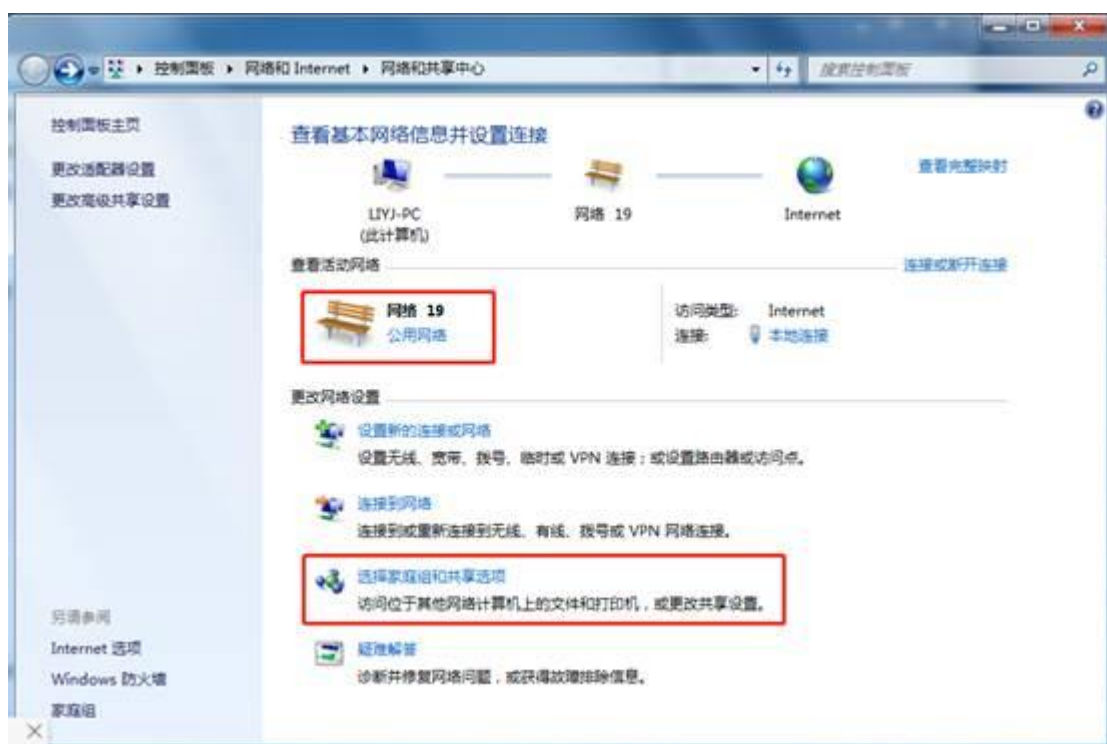 控制面板 ▸ 网络和 Internet ▸ 网络和共享中心
搜索控制面板
控制面板主页
更改适配器设置
更改高级共享设置
查看基本网络信息并设置连接
查看完整映射
LIYJ-PC
(此计算机)
网络 19
Internet
查看活动网络
连接或断开连接
网络 19
公用网络
访问类型: Internet
连接: 本地连接
更改网络设置
设置新的连接或网络
设置无线、宽带、拨号、临时或 VPN 连接；或设置路由器或访问点。
连接到网络
连接到或重新连接到无线、有线、拨号或 VPN 网络连接。
选择家庭组和共享选项
访问位于其他网络计算机上的文件和打印机，或更改共享设置。
疑难解答
诊断并修复网络问题，或获得故障排除信息。
另请参阅
Internet 选项
Windows 防火墙
家庭组